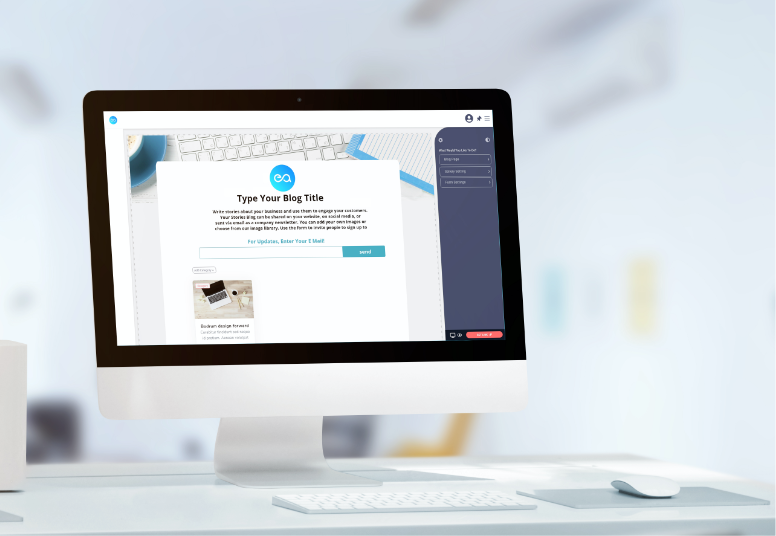 ea
Type Your Blog Title
Write stories about your business and use them to engage your customers.
Your Stories Blog can be shared on your website, on social media, or
sent via email as a company newsletter. You can add your own images or
choose from our image library. Use the form to invite people to sign up to
For Updates, Enter Your E Mail!
send
Bedrum design forward